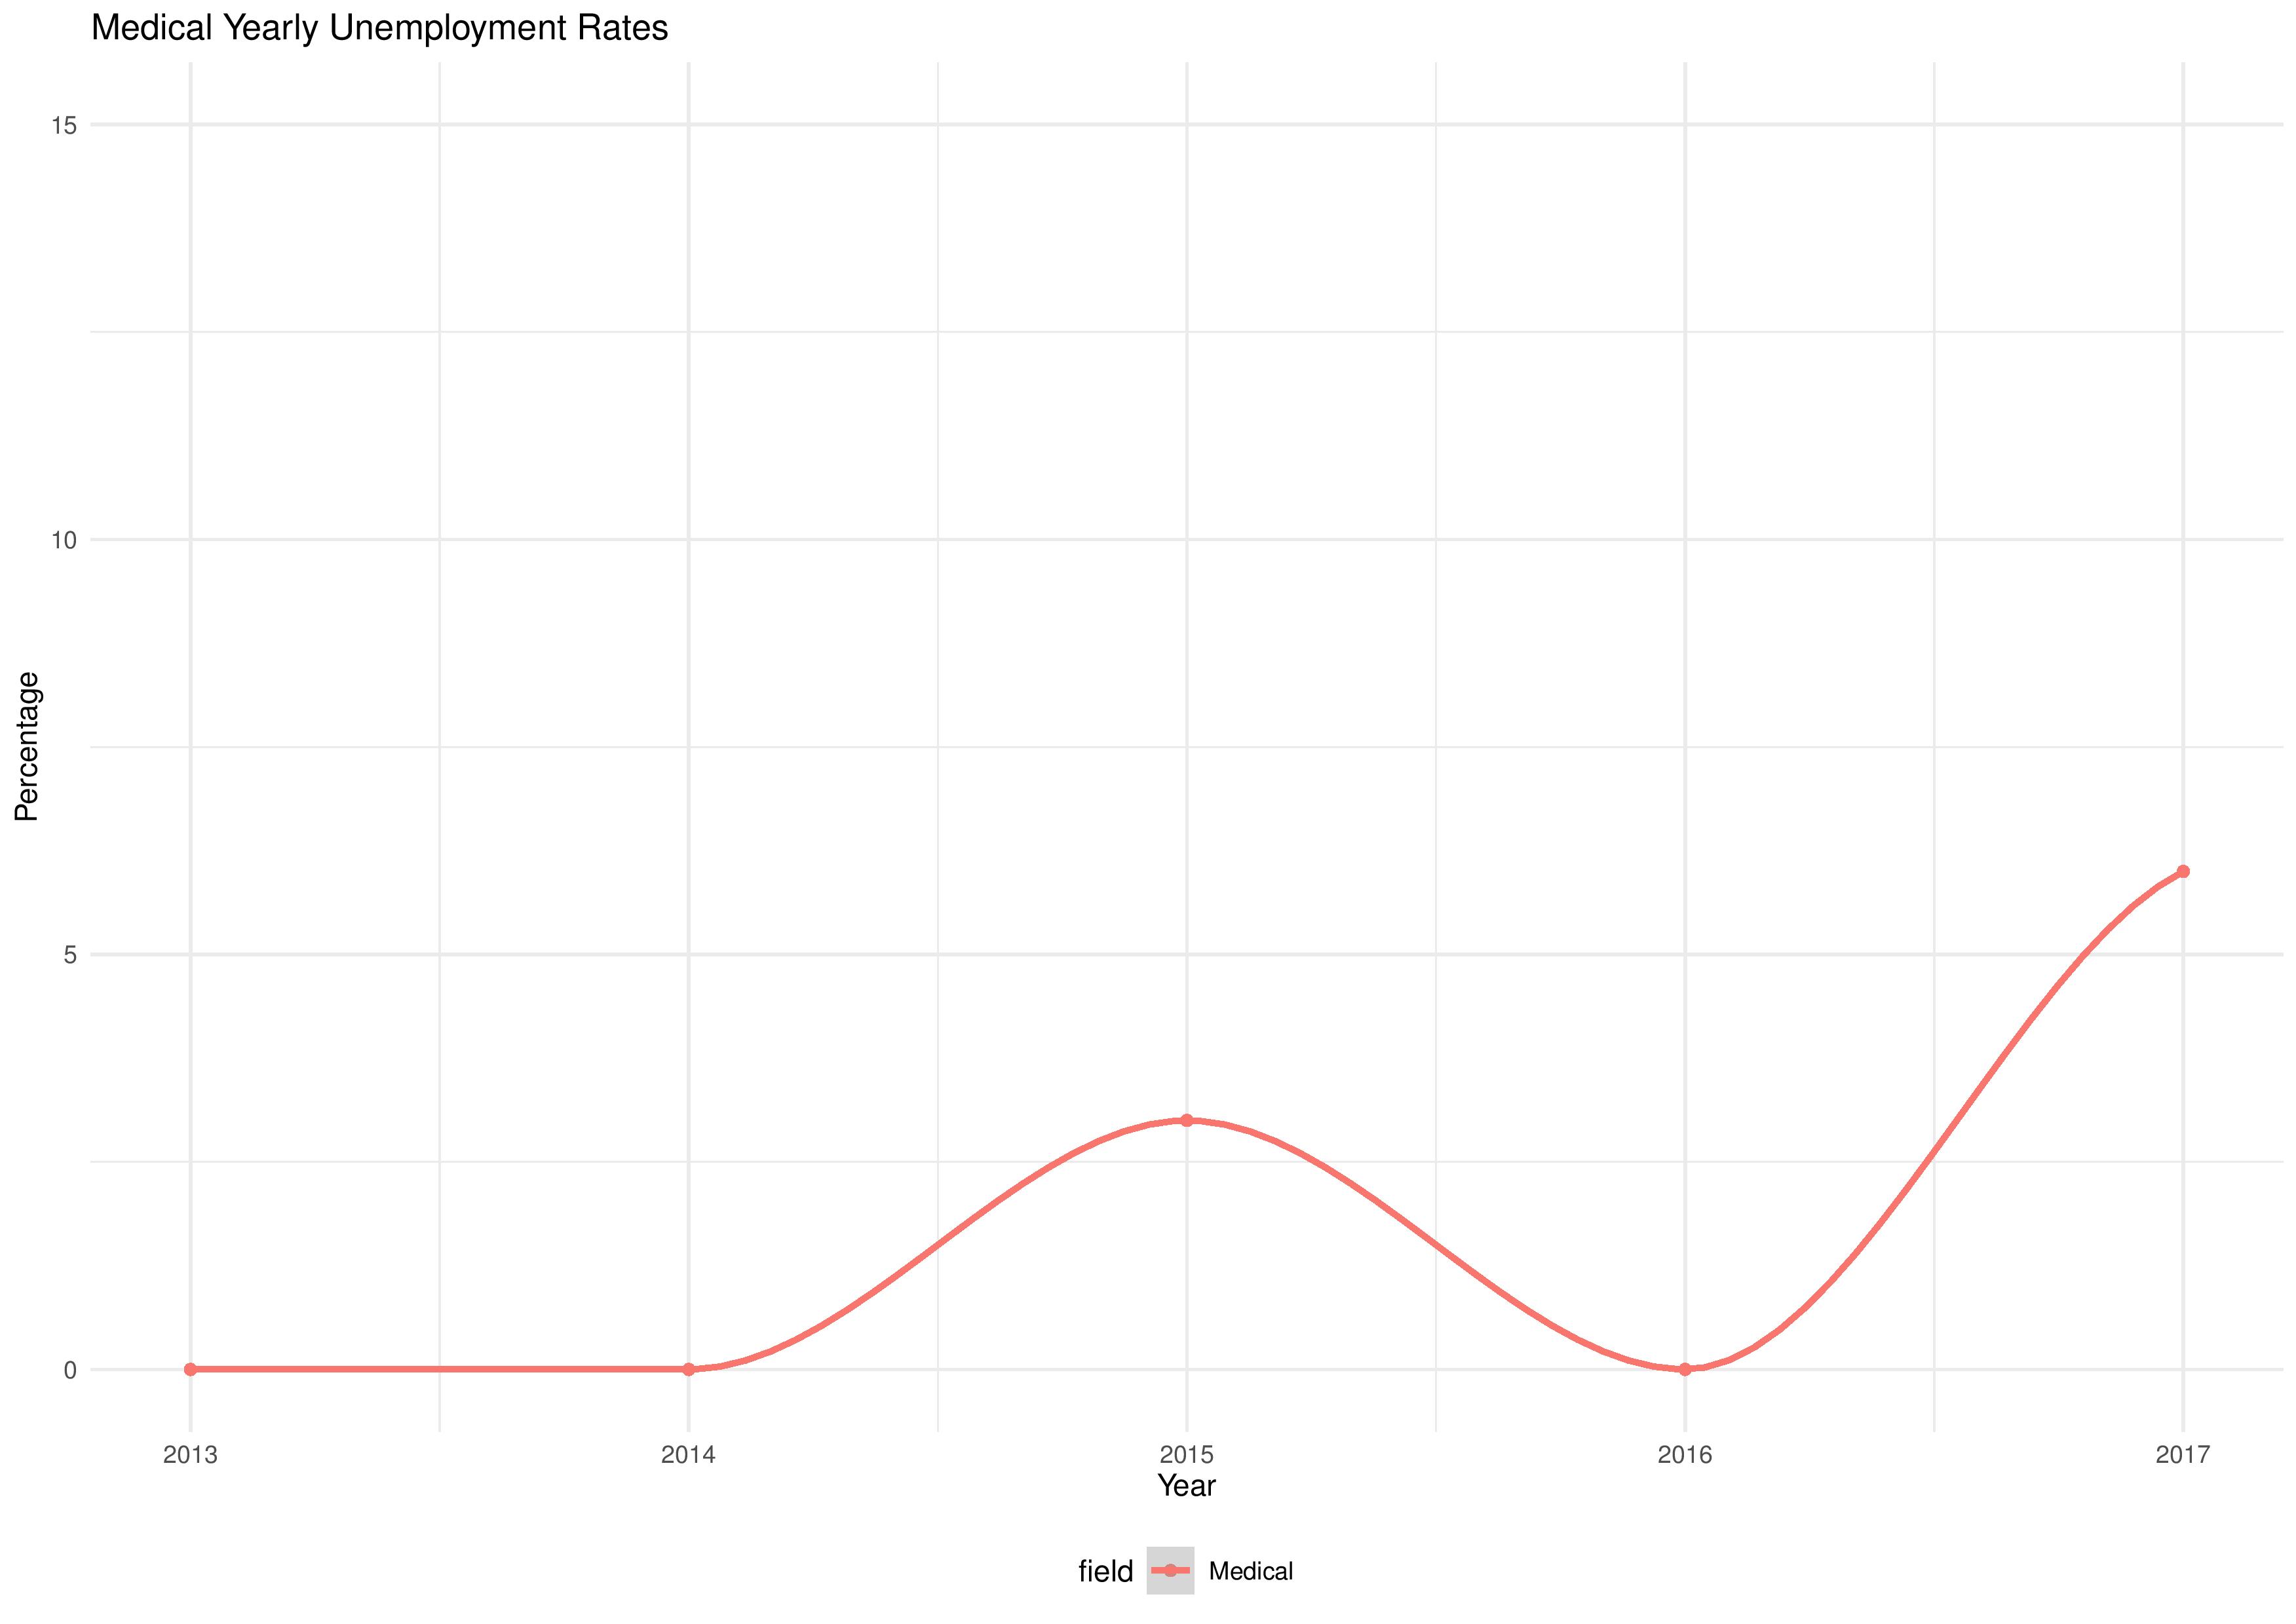 Medical Yearly Unemployment Rates
15
10
5
0
Percentage
2013 2014 2015 2016 2017
Year
field Medical